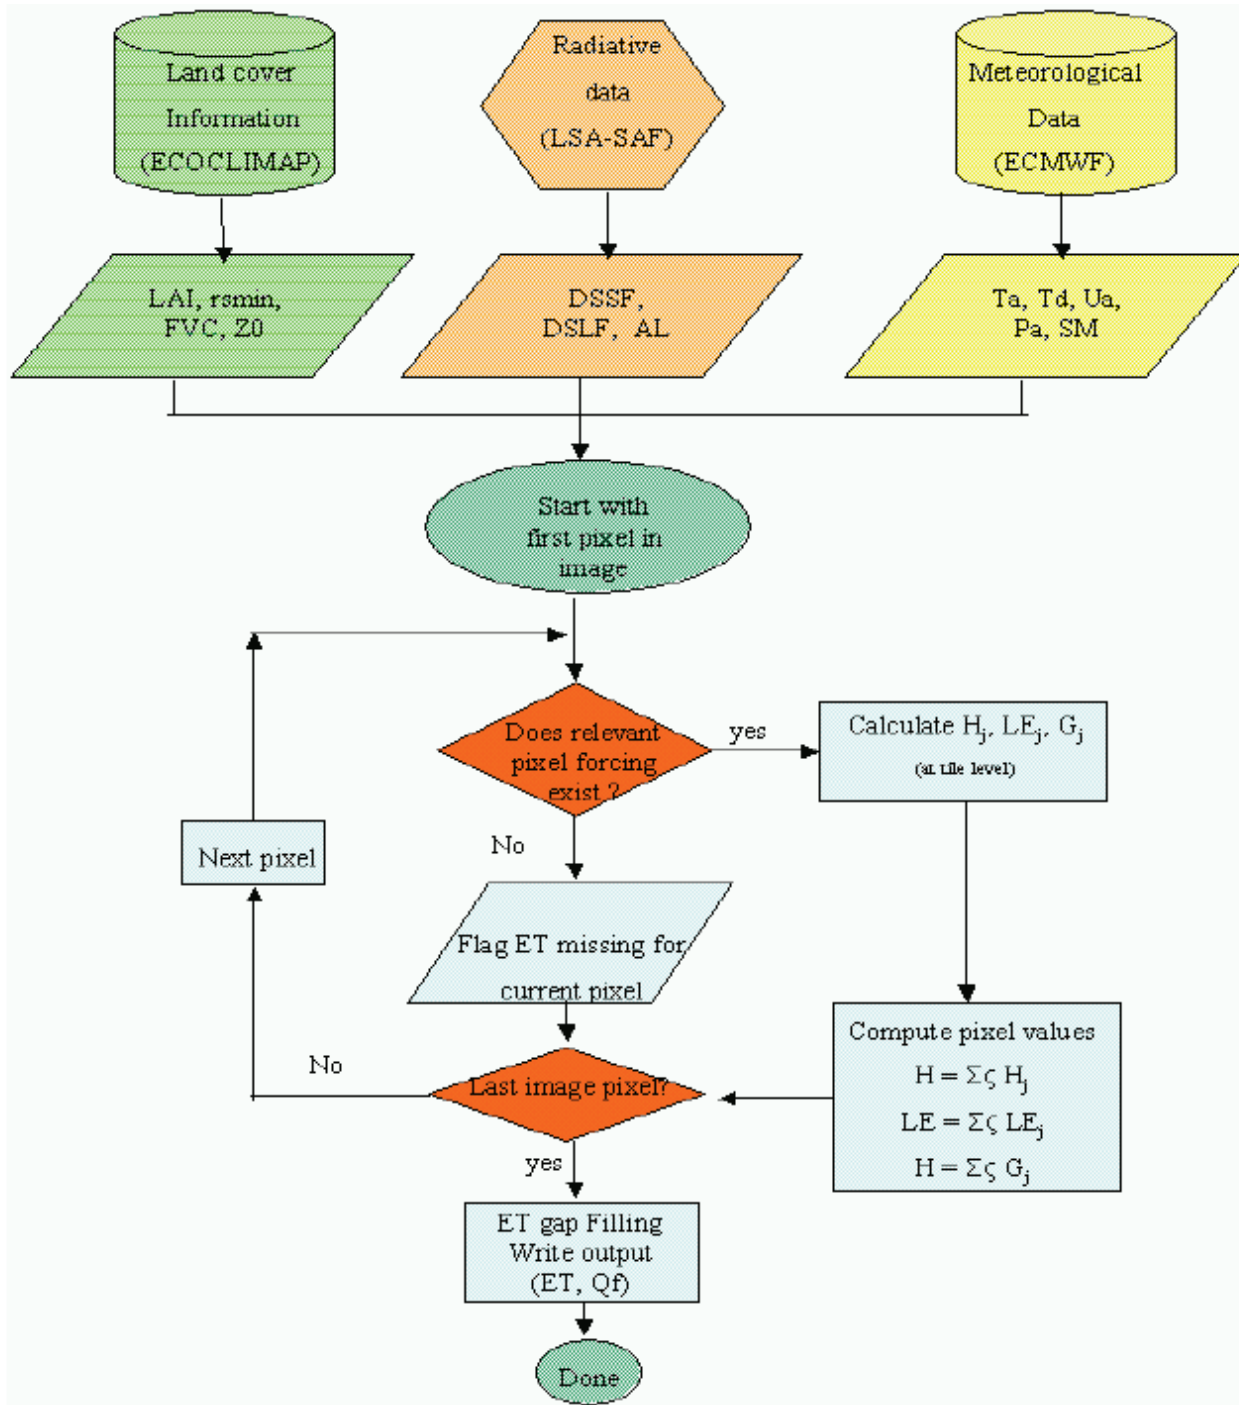 Land cover
Information
(ECOCLIMAP)
Radiative
data
(LSA-SAF)
Meteorological
Data
(ECMWF)
LAI, rsmin,
FVC, Z0
DSSF,
DSLF, AL
Ta, Td, Ua,
Pa, SM
Start with
first pixel in
image
Does relevant
pixel forcing
exist ?
yes
Calculate Hj, LEj, Gj
(at tile level)
No
Next pixel
Flag ET missing for
current pixel
Compute pixel values
H = Σς Hj
LE = Σς LEj
H = Σς Gj
Last image pixel?
No
yes
ET gap Filling
Write output
(ET, Qf)
Done